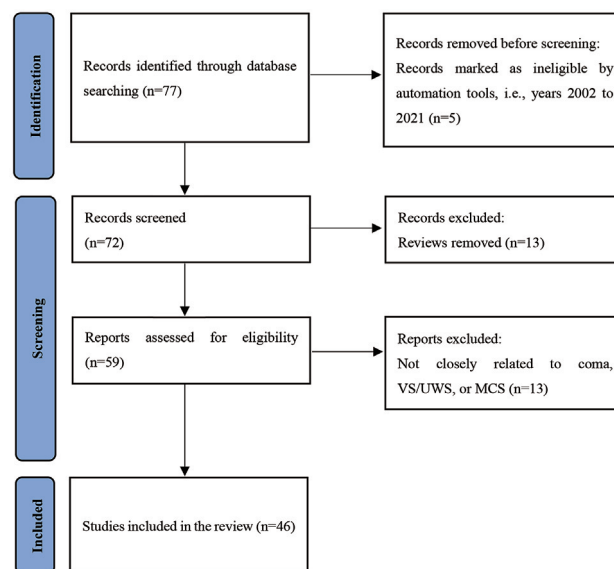 Identification
Records identified through database
searching (n=77)
Records removed before screening:
Records marked as ineligible by
automation tools, i.e., years 2002 to
2021 (n=5)
Screening
Records screened
(n=72)
Records excluded:
Reviews removed (n=13)
Reports assessed for eligibility
(n=59)
Reports excluded:
Not closely related to coma,
VS/UWS, or MCS (n=13)
Included
Studies included in the review (n=46)